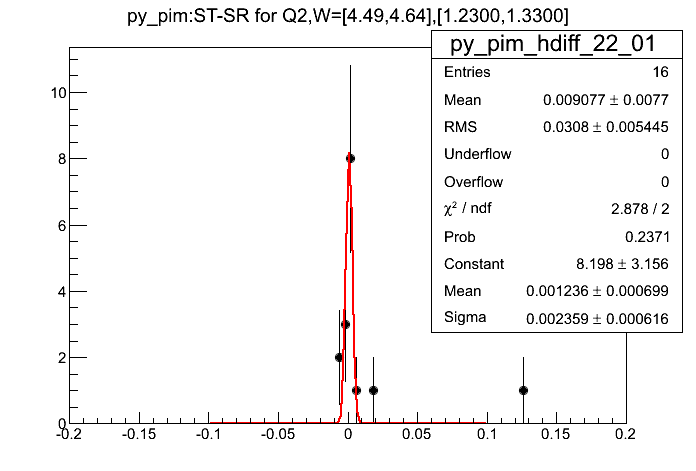 py_pim:ST-SR for Q2,W=[4.49,4.64],[1.2300,1.3300]
py_pim_hdiff_22_01
Entries 16
Mean 0.009077 ± 0.0077
RMS 0.0308 ± 0.005445
Underflow 0
Overflow 0
χ² / ndf 2.878 / 2
Prob 0.2371
Constant 8.198 ± 3.156
Mean 0.001236 ± 0.000699
Sigma 0.002359 ± 0.000616
10
8
6
4
2
0
-0.2 -0.15 -0.1 -0.05 0 0.05 0.1 0.15 0.2